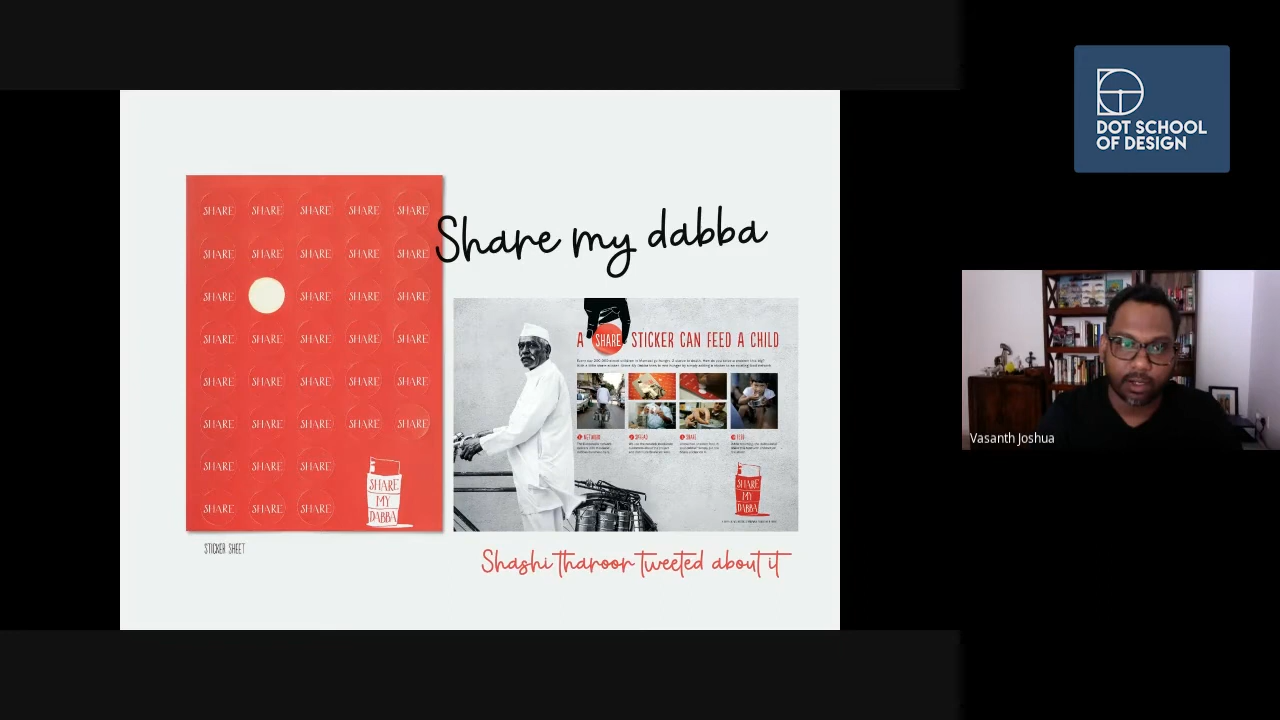 DOT SCHOOL
OF DESIGN
Share my dabba
SHARE SHARE SHARE SHARE SHARE
SHARE SHARE SHARE SHARE SHARE
SHARE SHARE SHARE SHARE
SHARE SHARE SHARE SHARE SHARE
SHARE SHARE SHARE SHARE SHARE
SHARE SHARE SHARE SHARE SHARE
SHARE SHARE SHARE
SHARE SHARE SHARE
SHARE
MY
DABBA
STICKER SHEET
A SHARE STICKER CAN FEED A CHILD
NETWORK
SPREAD
SHARE
SHARE
MY
DABBA
Shashi tharoor tweeted about it
Vasanth Joshua